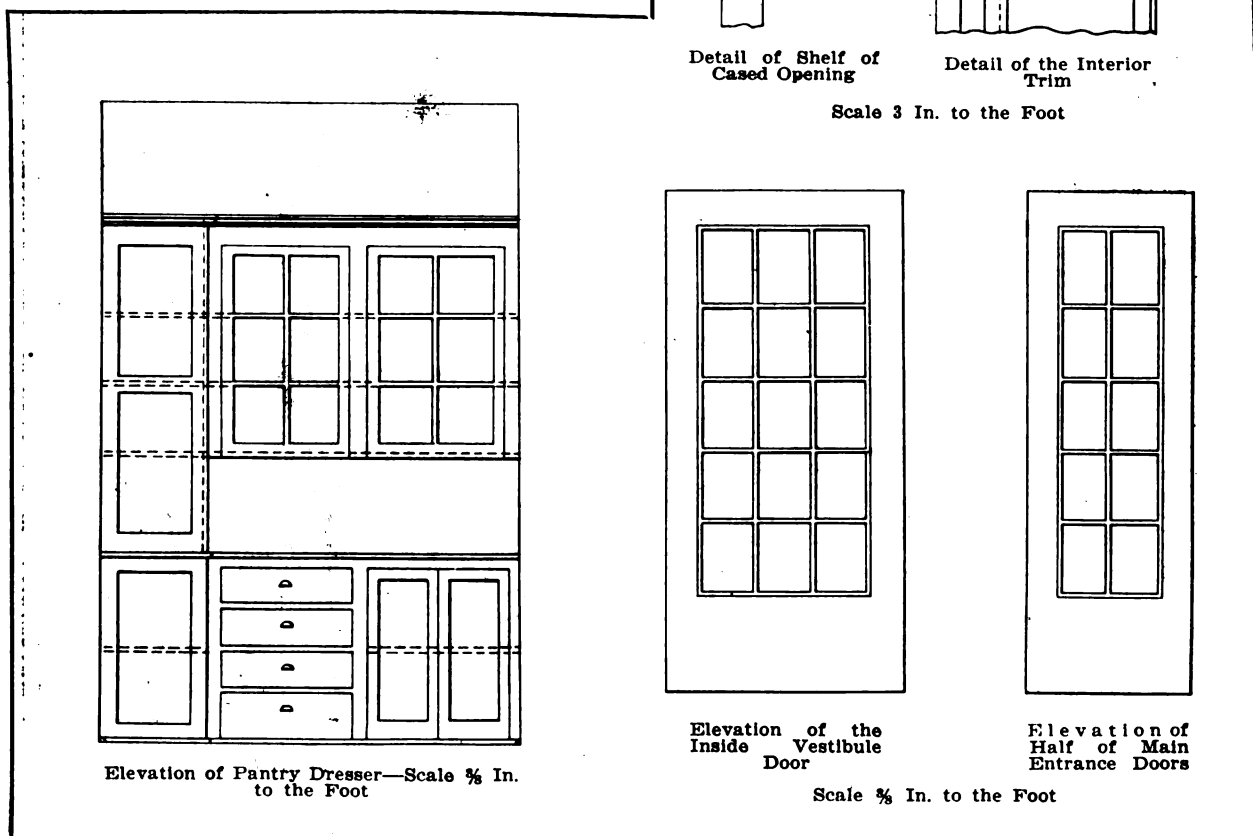 Detail of Shelf of
Cased Opening
Detail of the Interior
Trim
Scale 3 In. to the Foot
Elevation of Pantry Dresser—Scale ⅜ In.
to the Foot
Elevation of the
Inside Vestibule
Door
Elevation of
Half of Main
Entrance Doors
Scale ⅜ In. to the Foot